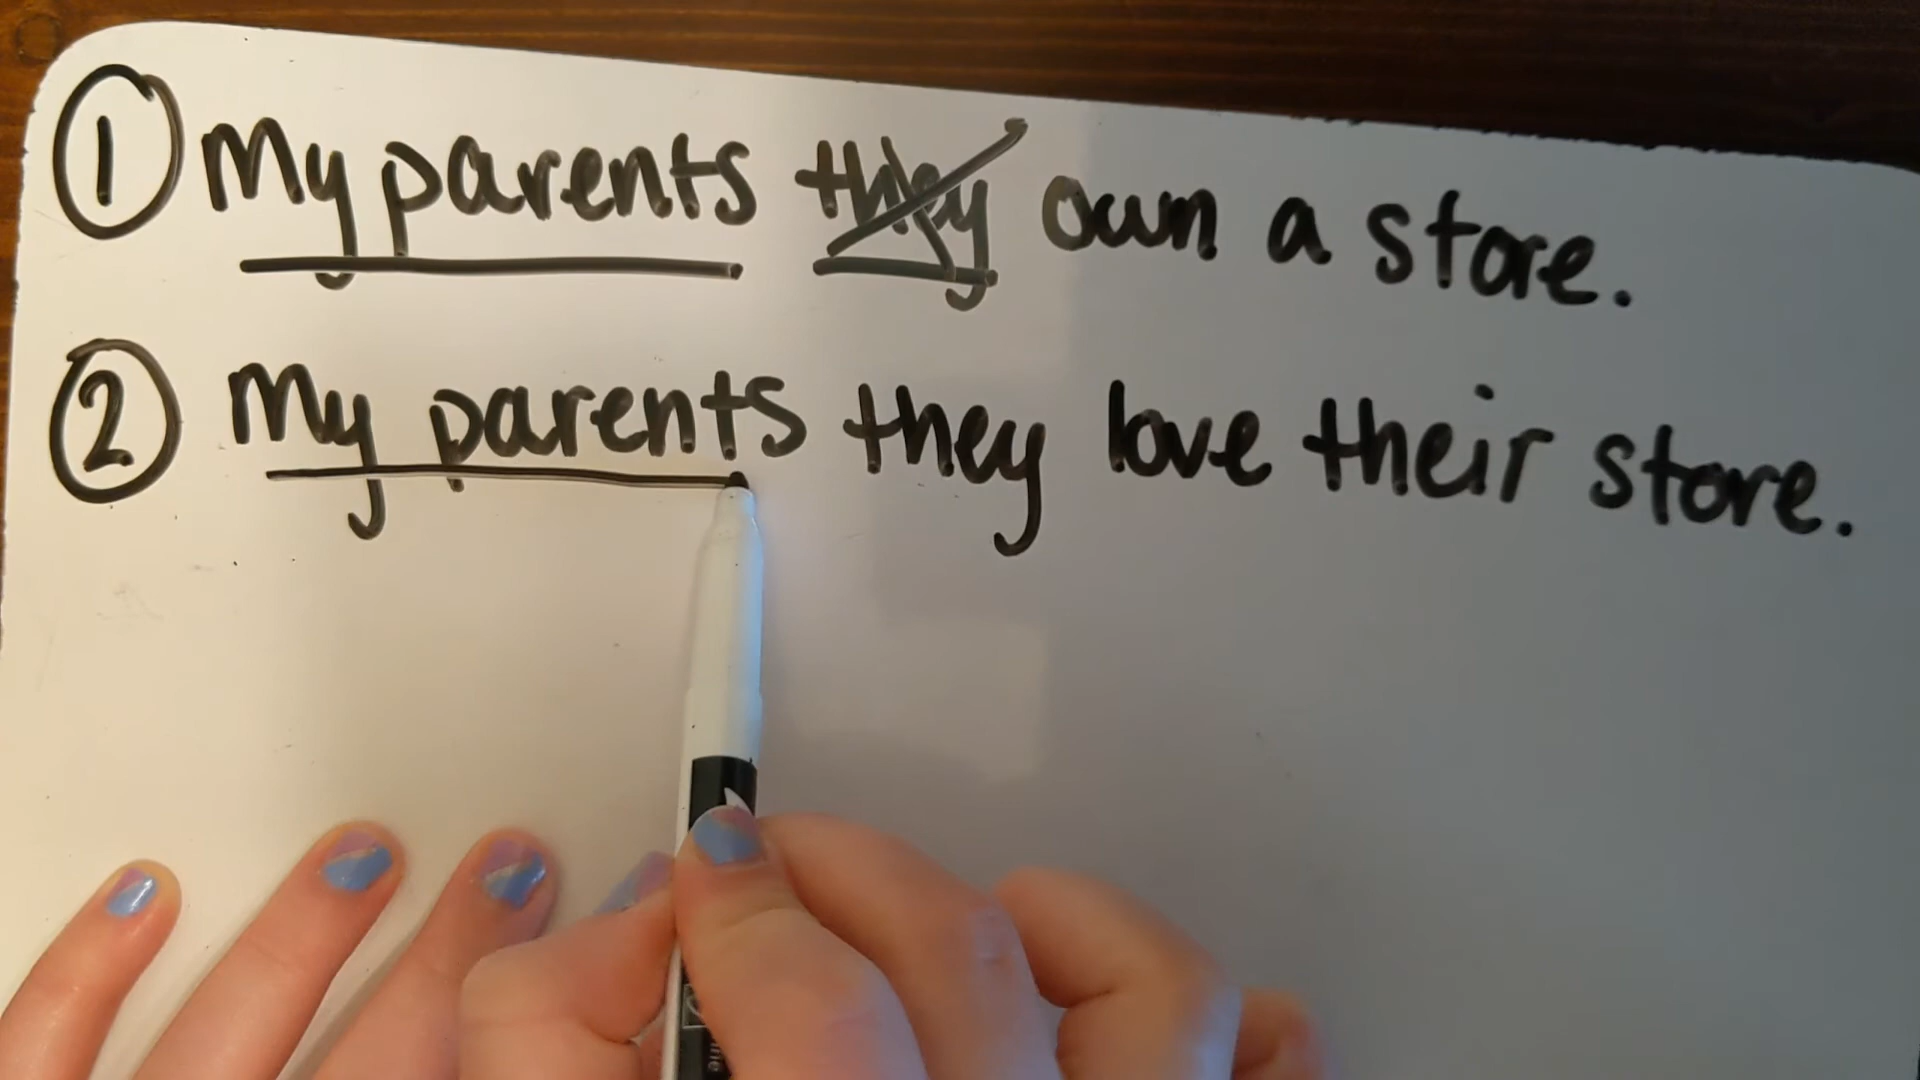 ① My parents they own a store.
② My parents they love their store.